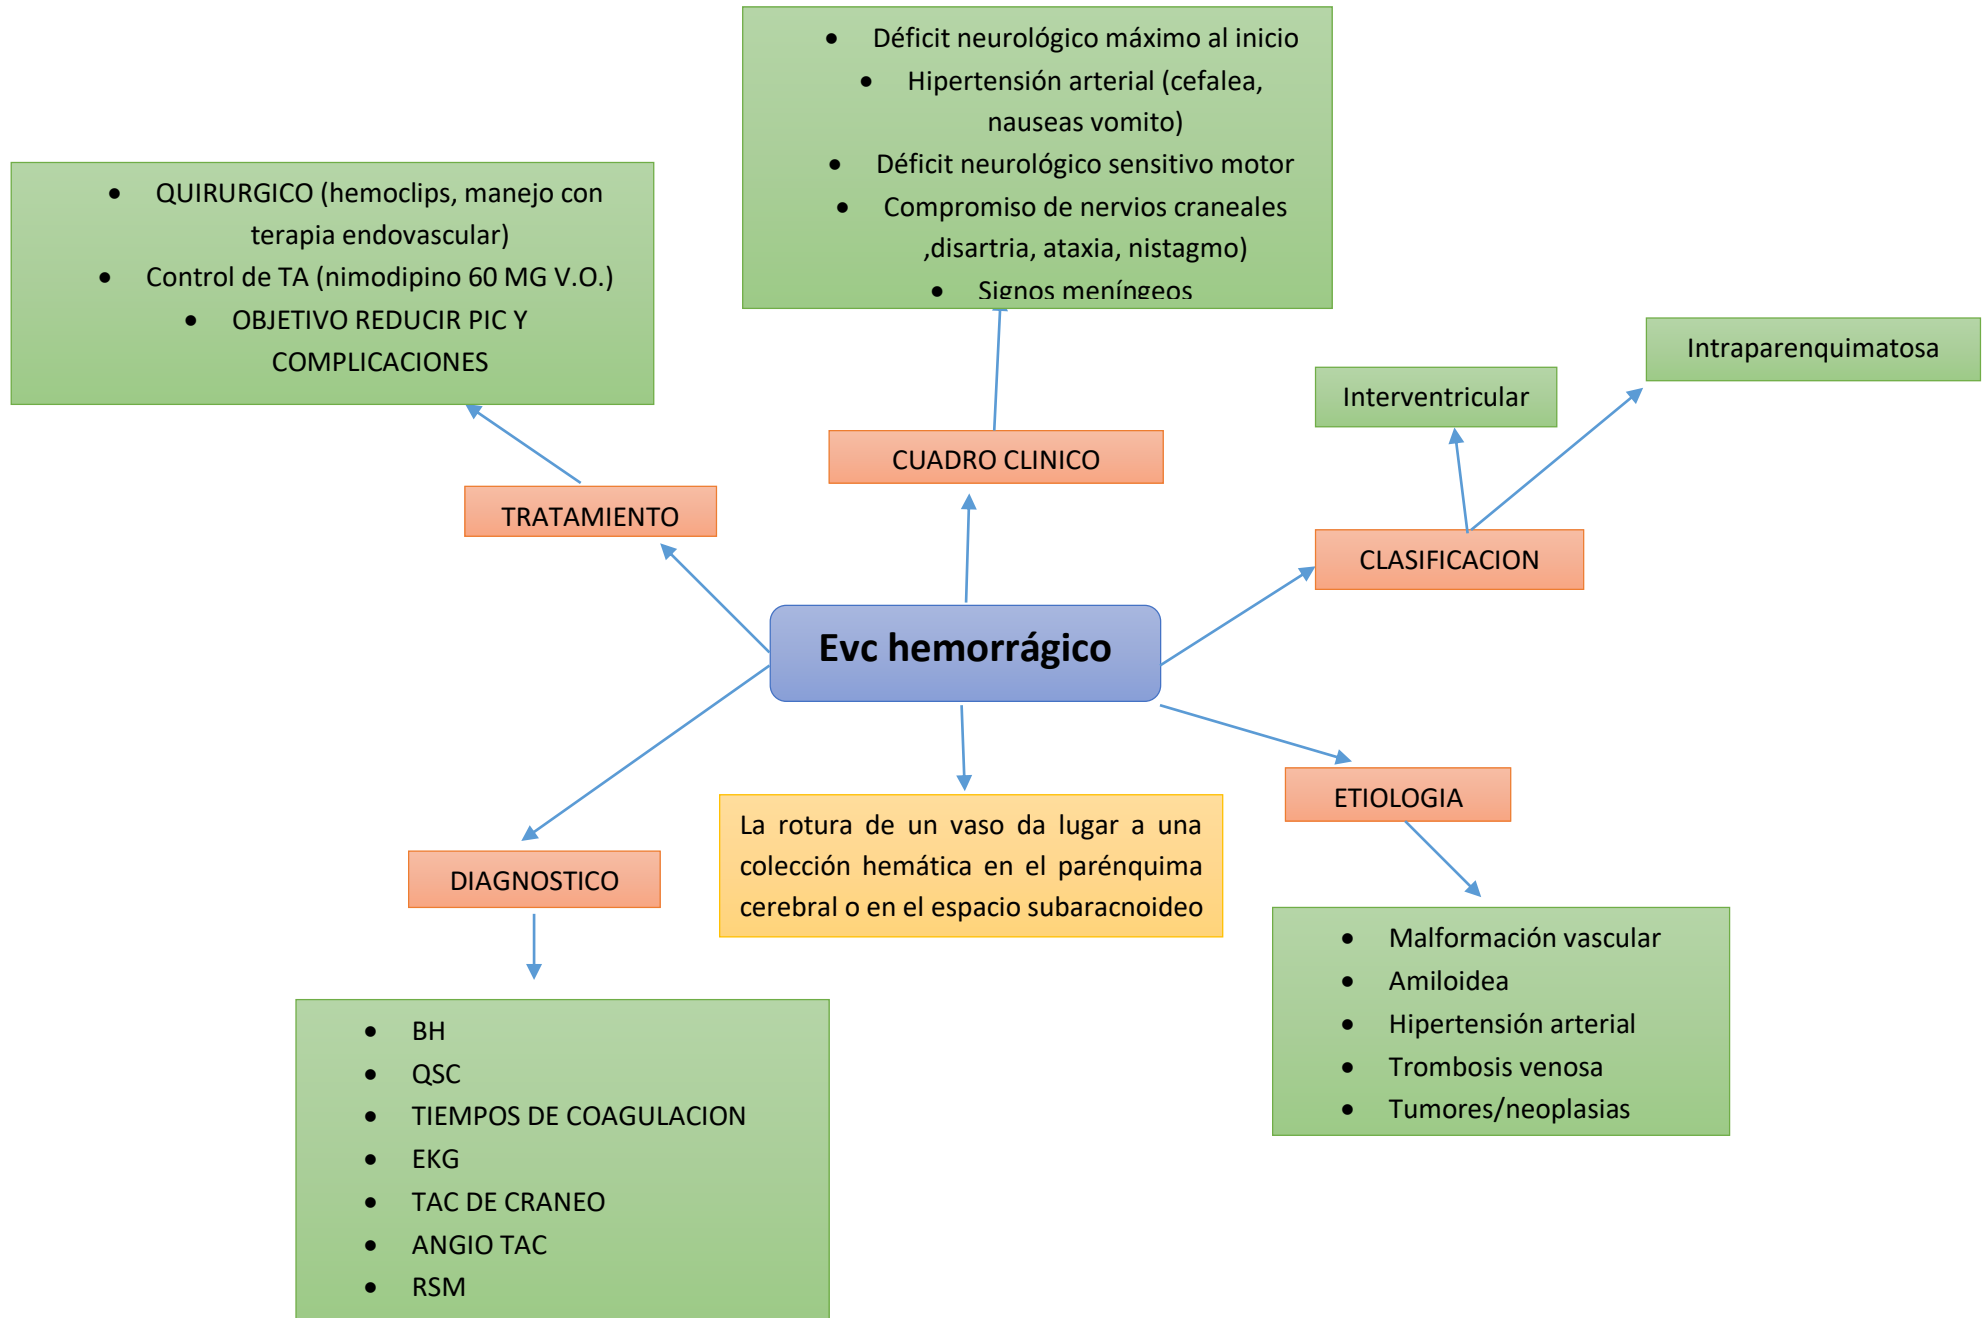 • Déficit neurológico máximo al inicio
• Hipertensión arterial (cefalea,
nauseas vomito)
• Déficit neurológico sensitivo motor
• Compromiso de nervios craneales
,disartria, ataxia, nistagmo)
• Signos meníngeos
• QUIRURGICO (hemoclips, manejo con
terapia endovascular)
• Control de TA (nimodipino 60 MG V.O.)
• OBJETIVO REDUCIR PIC Y
COMPLICACIONES
Intraparenquimatosa
Interventricular
CUADRO CLINICO
TRATAMIENTO
CLASIFICACION
Evc hemorrágico
ETIOLOGIA
La rotura de un vaso da lugar a una
colección hemática en el parénquima
cerebral o en el espacio subaracnoideo
DIAGNOSTICO
• Malformación vascular
• Amiloidea
• Hipertensión arterial
• Trombosis venosa
• Tumores/neoplasias
• BH
• QSC
• TIEMPOS DE COAGULACION
• EKG
• TAC DE CRANEO
• ANGIO TAC
• RSM